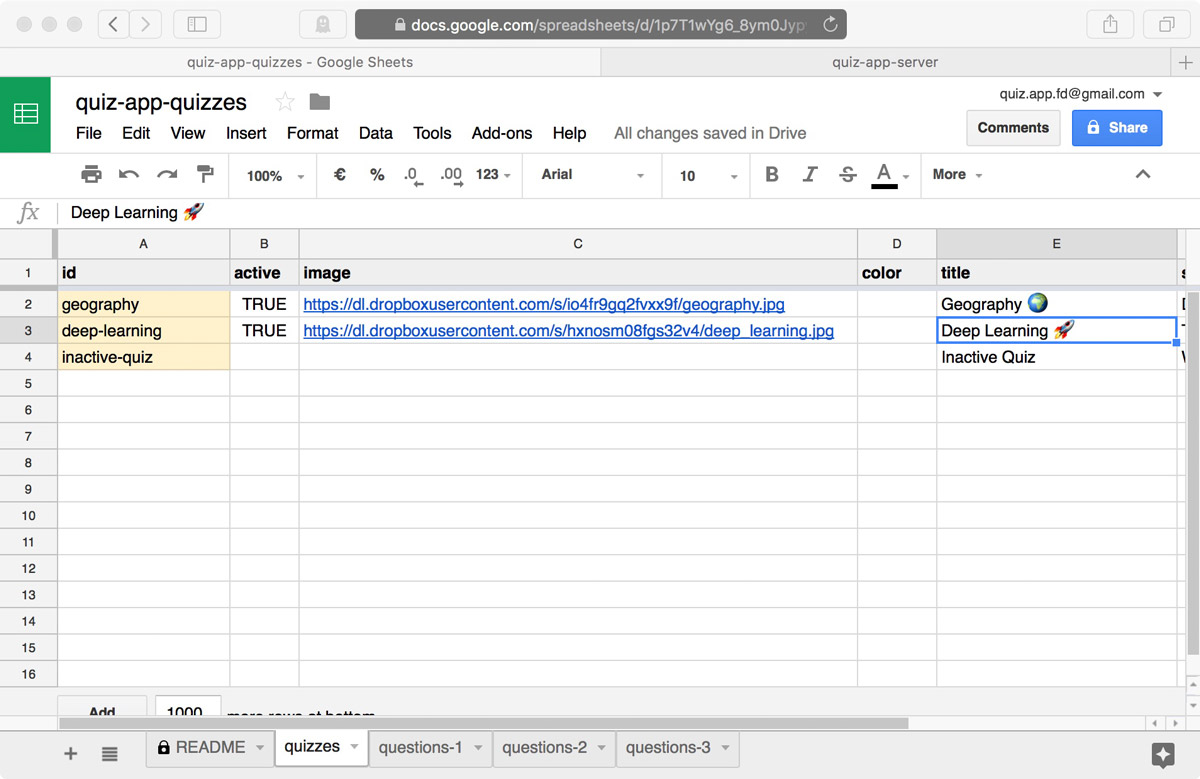 docs.google.com/spreadsheets/d/1p7T1wYg6_8ym0Jyp
quiz-app-quizzes - Google Sheets quiz-app-server
quiz-app-quizzes quiz.app.fd@gmail.com
File Edit View Insert Format Data Tools Add-ons Help All changes saved in Drive Comments Share
100% € % .0 .00 123 Arial 10 B I S A More
fx Deep Learning 🚀
A B C D E
1 id active image color title
2 geography TRUE https://dl.dropboxusercontent.com/s/io4fr9gq2fvxx9f/geography.jpg Geography 🌍
3 deep-learning TRUE https://dl.dropboxusercontent.com/s/hxnosm08fgs32v4/deep_learning.jpg Deep Learning 🚀
4 inactive-quiz Inactive Quiz
5
6
7
8
9
10
11
12
13
14
15
16
Add 1000 more rows at bottom
README quizzes questions-1 questions-2 questions-3